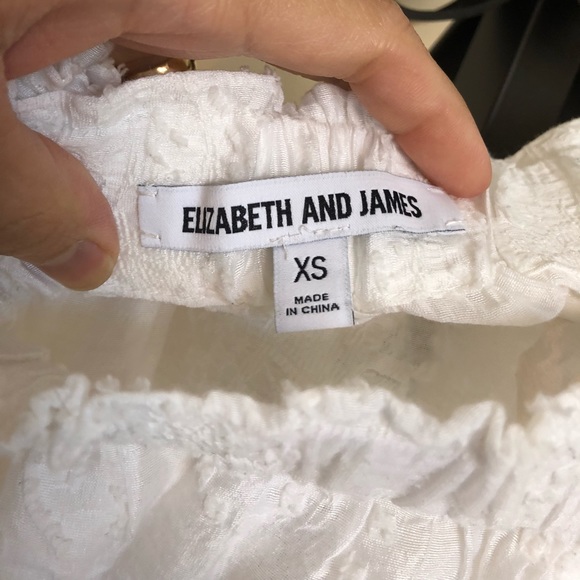 ELIZABETH AND JAMES
XS
MADE
IN CHINA